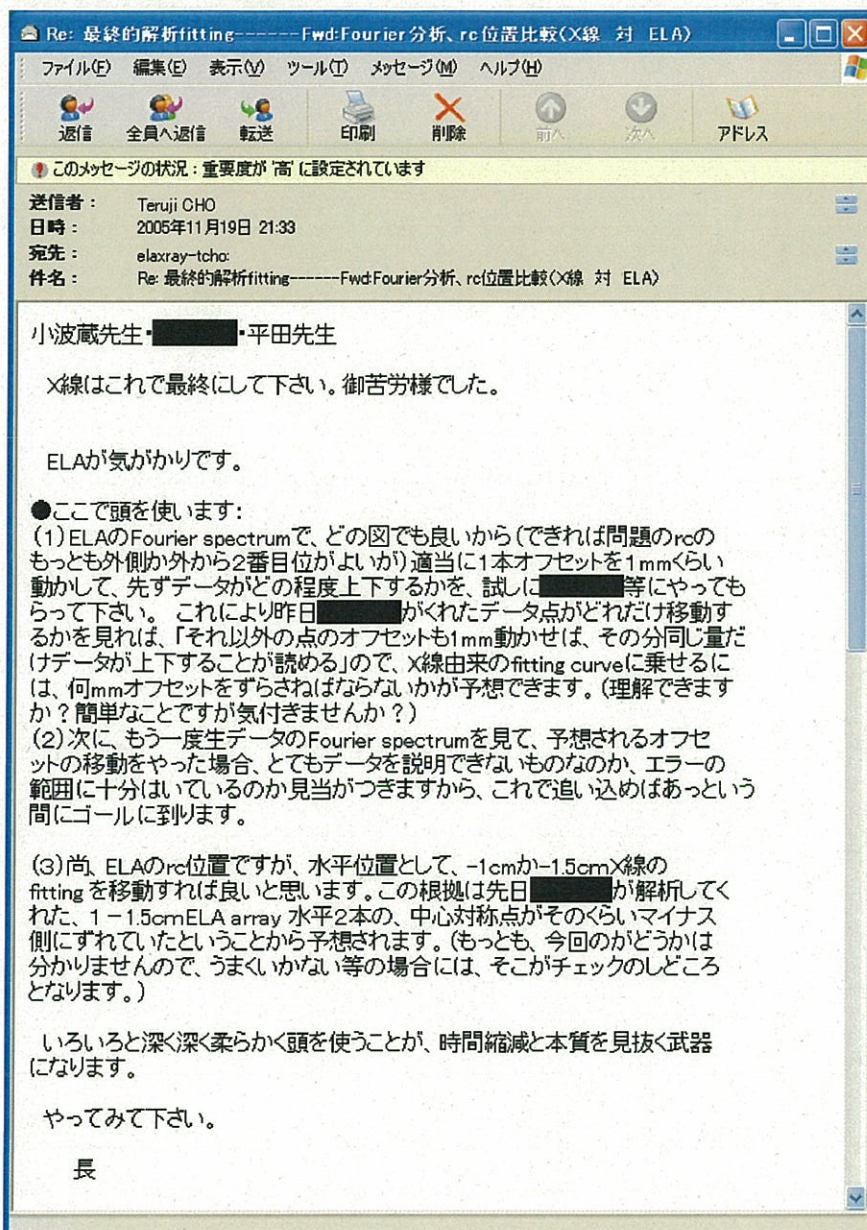 Re: 最終的解析fitting------Fwd:Fourier分析、rc位置比較(X線 対 ELA)
ファイル(F) 編集(E) 表示(V) ツール(T) メッセージ(M) ヘルプ(H)
返信 全員へ返信 転送 印刷 削除 前へ 次へ アドレス
このメッセージの状況：重要度が '高' に設定されています
送信者： Teruji CHO
日時： 2005年11月19日 21:33
宛先： elaxray-tcho:
件名： Re: 最終的解析fitting------Fwd:Fourier分析、rc位置比較(X線 対 ELA)
小波蔵先生・ ・平田先生
X線はこれで最終にして下さい。御苦労様でした。
ELAが気がかりです。
●ここで頭を使います：
(1)ELAのFourier spectrumで、どの図でも良いから(できれば問題のrcの
もっとも外側か外から2番目位がよいが)適当に1本オフセットを1mmくらい
動かして、先ずデータがどの程度上下するかを、試しに 等にやっても
らって下さい。 これにより昨日 がくれたデータ点がどれだけ移動す
るかを見れば、「それ以外の点のオフセットも1mm動かせば、その分同じ量だ
けデータが上下することが読める」ので、X線由来のfitting curveに乗せるに
は、何mmオフセットをずらさねばならないかが予想できます。(理解できます
か？簡単なことですが気付きませんか？)
(2)次に、もう一度生データのFourier spectrumを見て、予想されるオフセ
ットの移動をやった場合、とてもデータを説明できないものなのか、エラーの
範囲に十分はいているのか見当がつきますから、これで追い込めばあっという
間にゴールに到ります。
(3)尚、ELAのrc位置ですが、水平位置として、-1cmか-1.5cmX線の
fitting を移動すれば良いと思います。この根拠は先日 が解析してく
れた、1－1.5cmELA array 水平2本の、中心対称点がそのくらいマイナス
側にずれていたということから予想されます。(もっとも、今回のがどうかは
分かりませんので、うまくいかない等の場合には、そこがチェックのしどころ
となります。)
いろいろと深く深く柔らかく頭を使うことが、時間縮減と本質を見抜く武器
になります。
やってみて下さい。
長